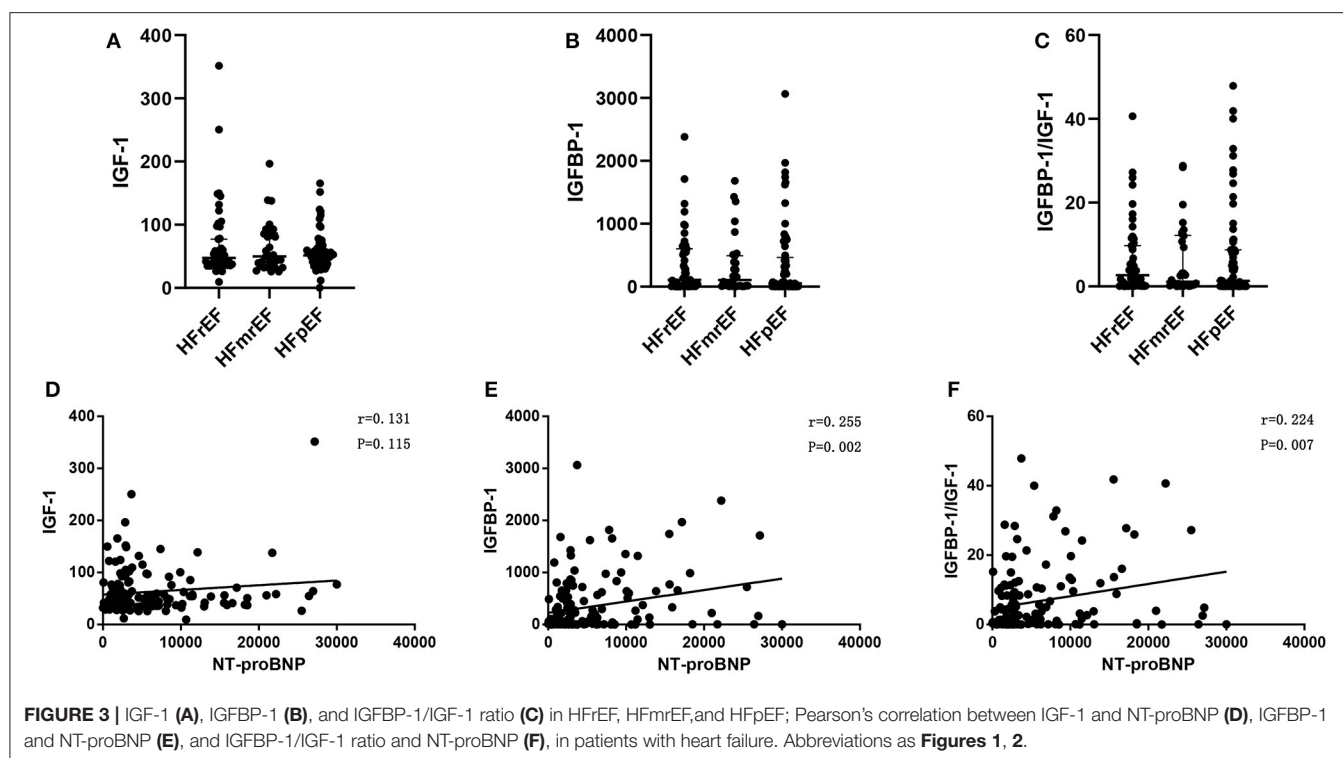 A
400
300
200
100
0
IGF-1
HFrEF
HFmrEF
HFpEF
B
4000
3000
2000
1000
0
IGFBP-1
HFrEF
HFmrEF
HFpEF
C
60
40
20
0
IGFBP-1/IGF-1
HFrEF
HFmrEF
HFpEF
D
400
300
200
100
0
IGF-1
r=0.131
P=0.115
0 10000 20000 30000 40000
NT-proBNP
E
4000
3000
2000
1000
0
IGFBP-1
r=0.255
P=0.002
0 10000 20000 30000 40000
NT-proBNP
F
60
40
20
0
IGFBP-1/IGF-1
r=0.224
P=0.007
0 10000 20000 30000 40000
NT-proBNP
FIGURE 3 | IGF-1 (A), IGFBP-1 (B), and IGFBP-1/IGF-1 ratio (C) in HFrEF, HFmrEF,and HFpEF; Pearson's correlation between IGF-1 and NT-proBNP (D), IGFBP-1
and NT-proBNP (E), and IGFBP-1/IGF-1 ratio and NT-proBNP (F), in patients with heart failure. Abbreviations as Figures 1, 2.